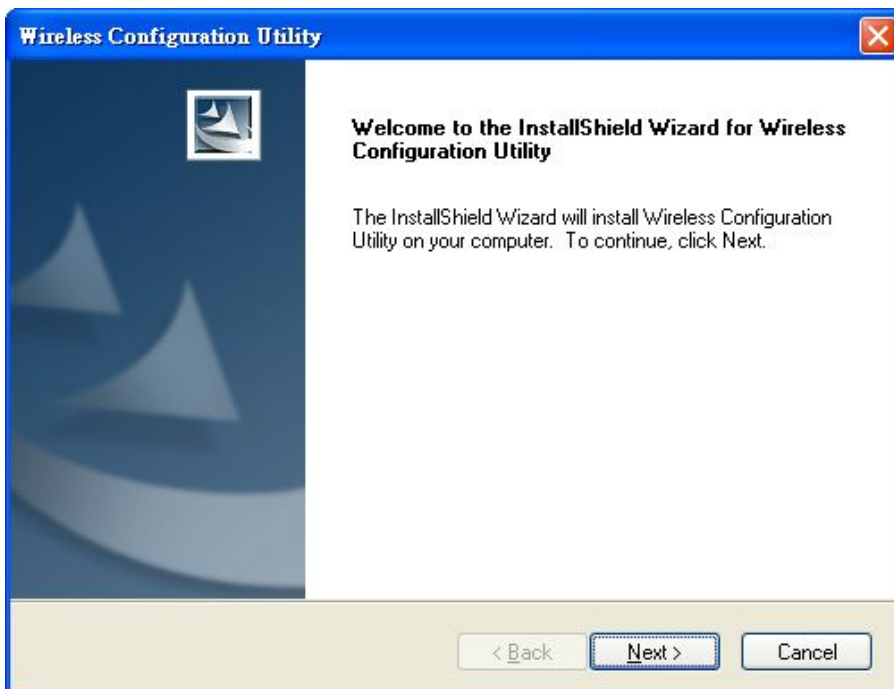 Wireless Configuration Utility
Welcome to the InstallShield Wizard for Wireless
Configuration Utility
The InstallShield Wizard will install Wireless Configuration
Utility on your computer. To continue, click Next.
< Back
Next >
Cancel